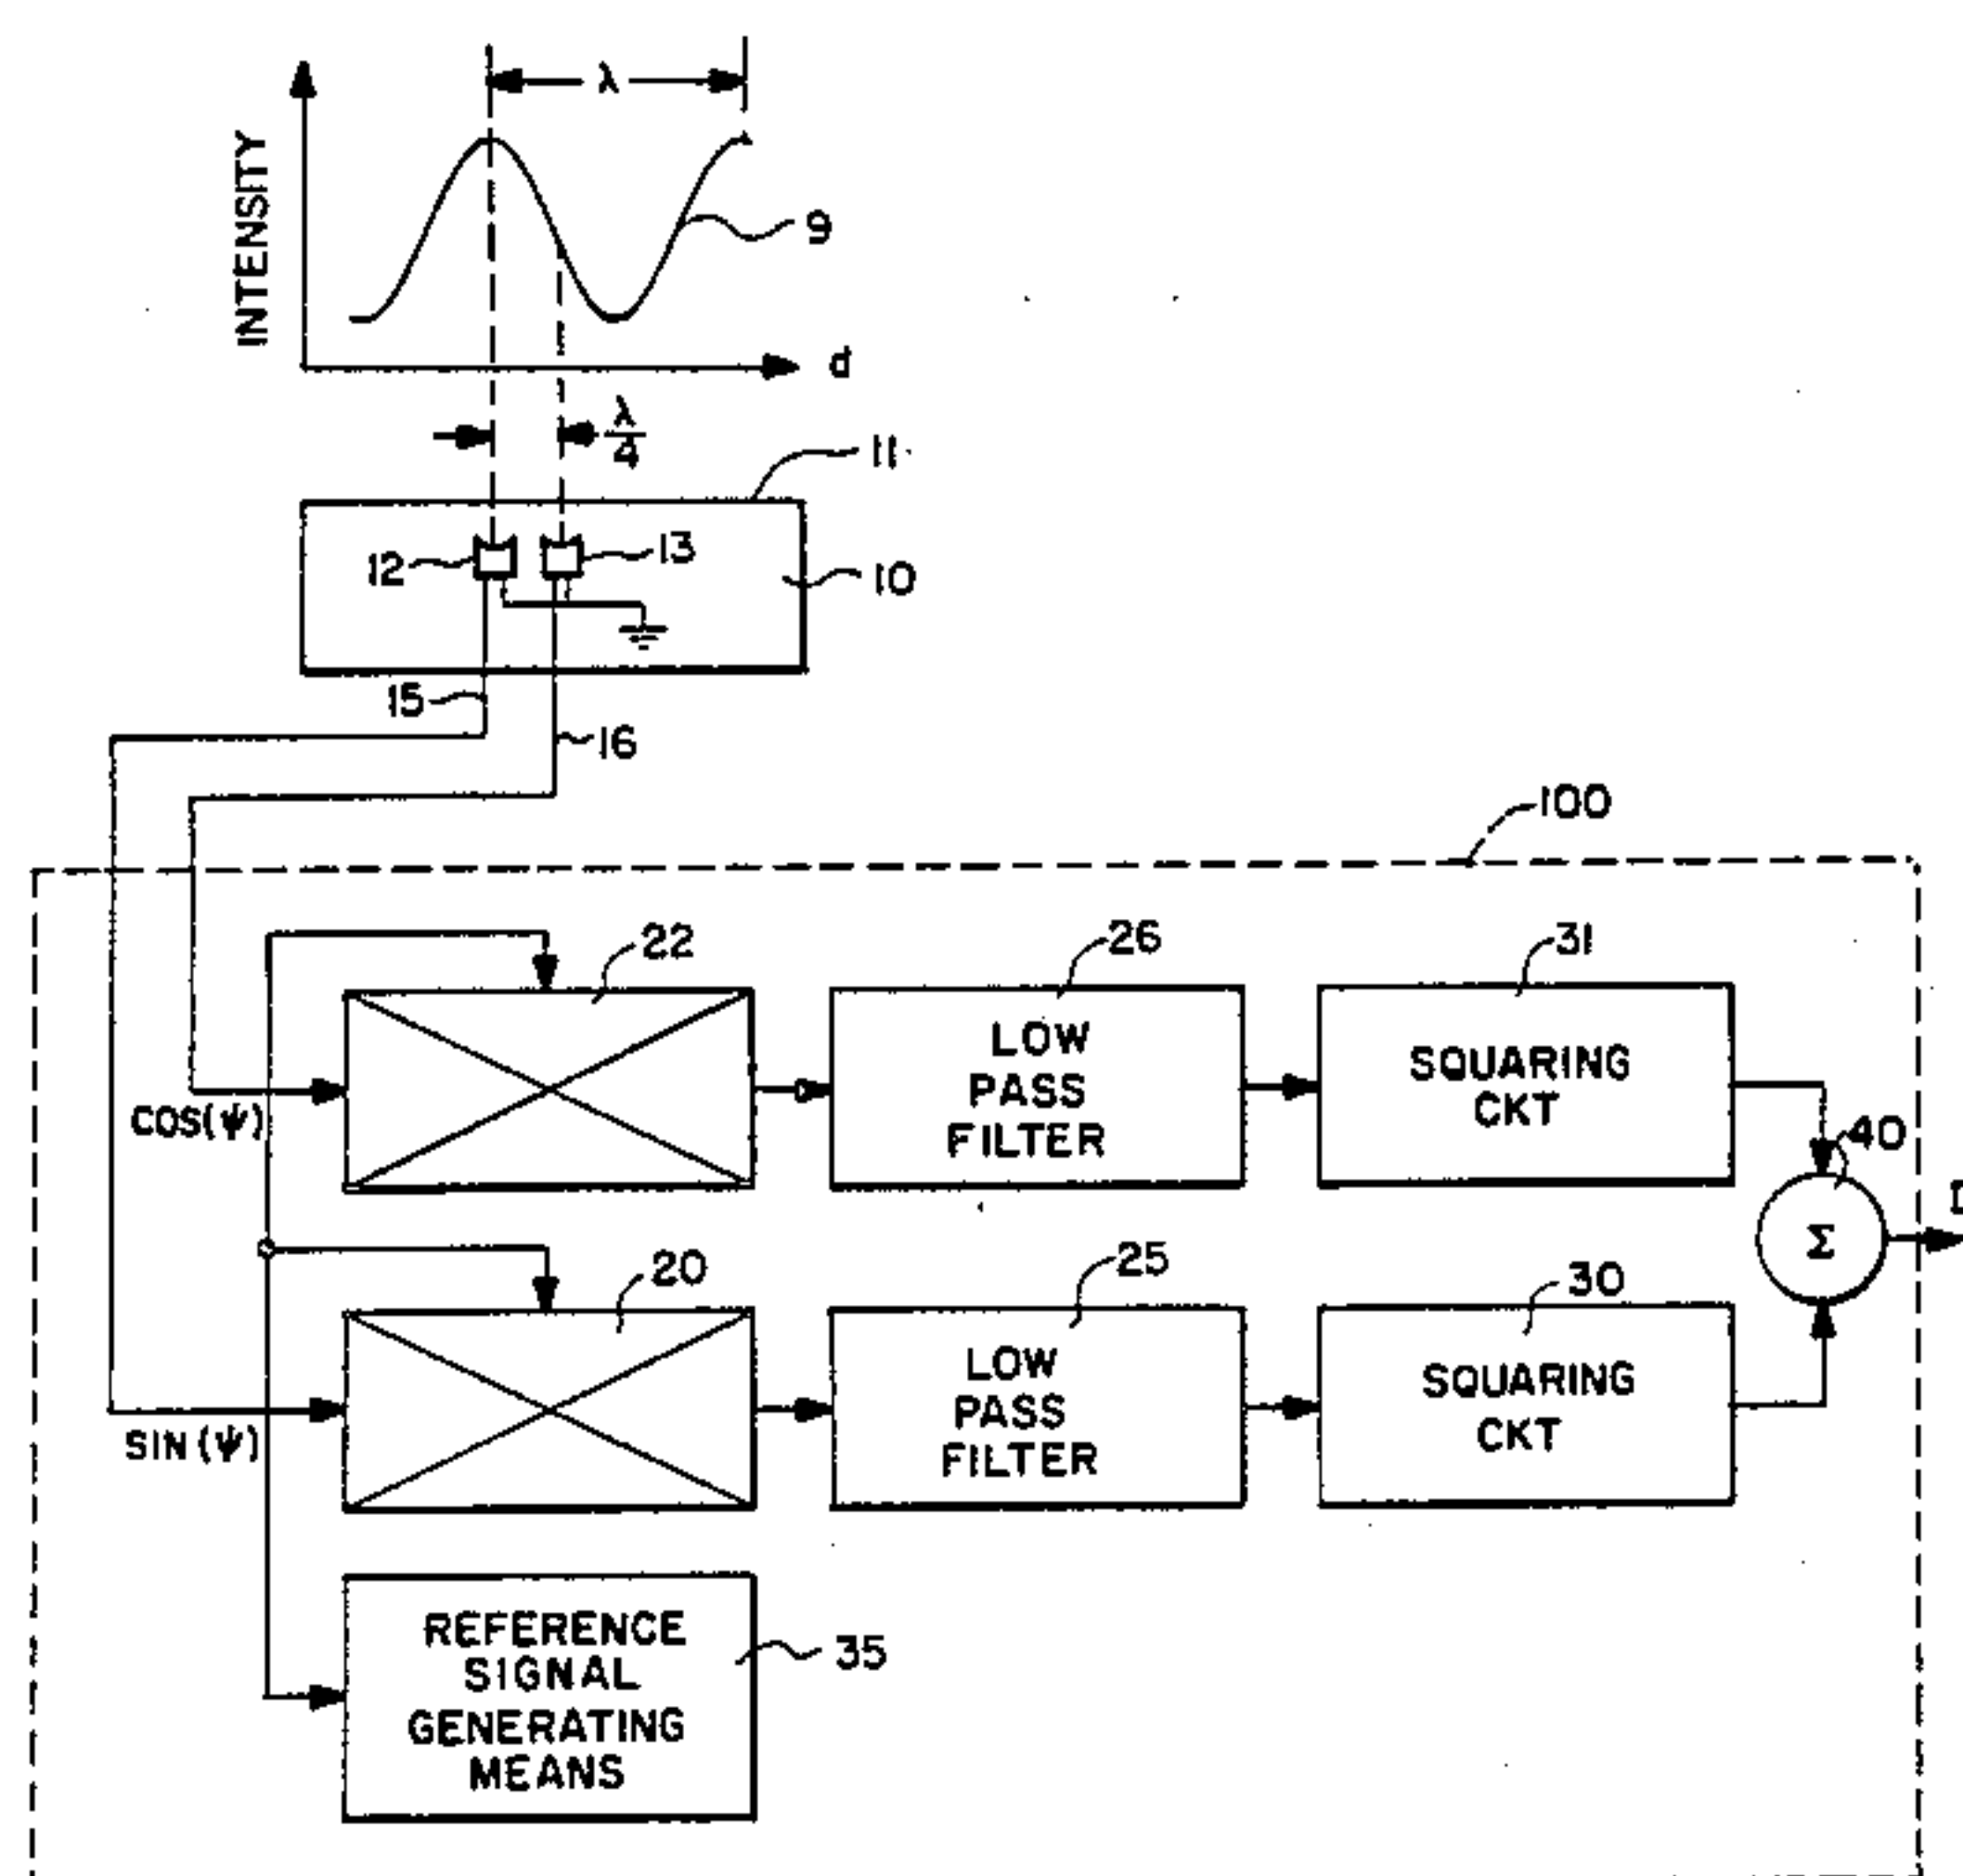 λ
INTENSITY
9
d
λ
4
11
12
13
10
15
16
100
22
26
31
COS(ψ)
LOW
PASS
FILTER
SQUARING
CKT
40
Σ
20
25
30
SIN(ψ)
LOW
PASS
FILTER
SQUARING
CKT
REFERENCE
SIGNAL
GENERATING
MEANS
35